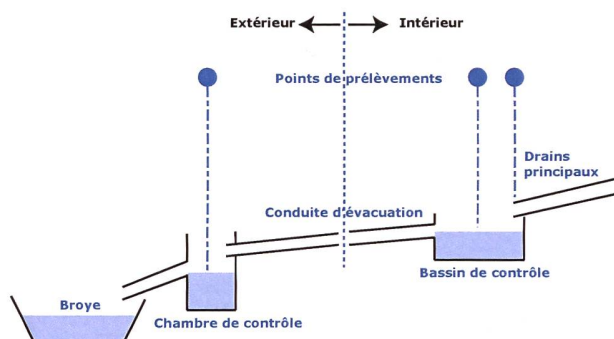 Extérieur
Intérieur
Points de prélèvements
Drains
principaux
Conduite d'évacuation
Bassin de contrôle
Broye
Chambre de contrôle